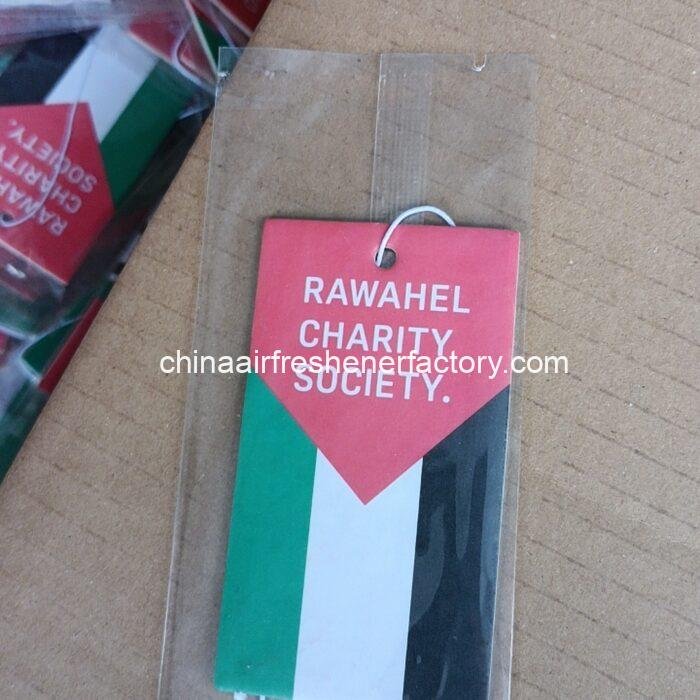 RAWAHEL
CHARITY
SOCIETY.
chinaairfreshenerfactory.com
RAWAHEL
CHARITY
SOCIETY.